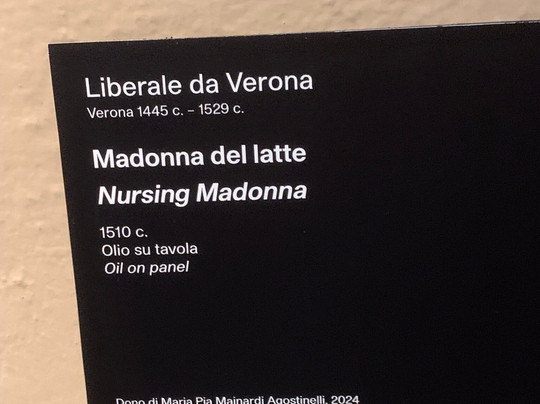 Liberale da Verona
Verona 1445 c. – 1529 c.
Madonna del latte
Nursing Madonna
1510 c.
Olio su tavola
Oil on panel
Dono di Maria Pia Mainardi Agostinelli, 2024